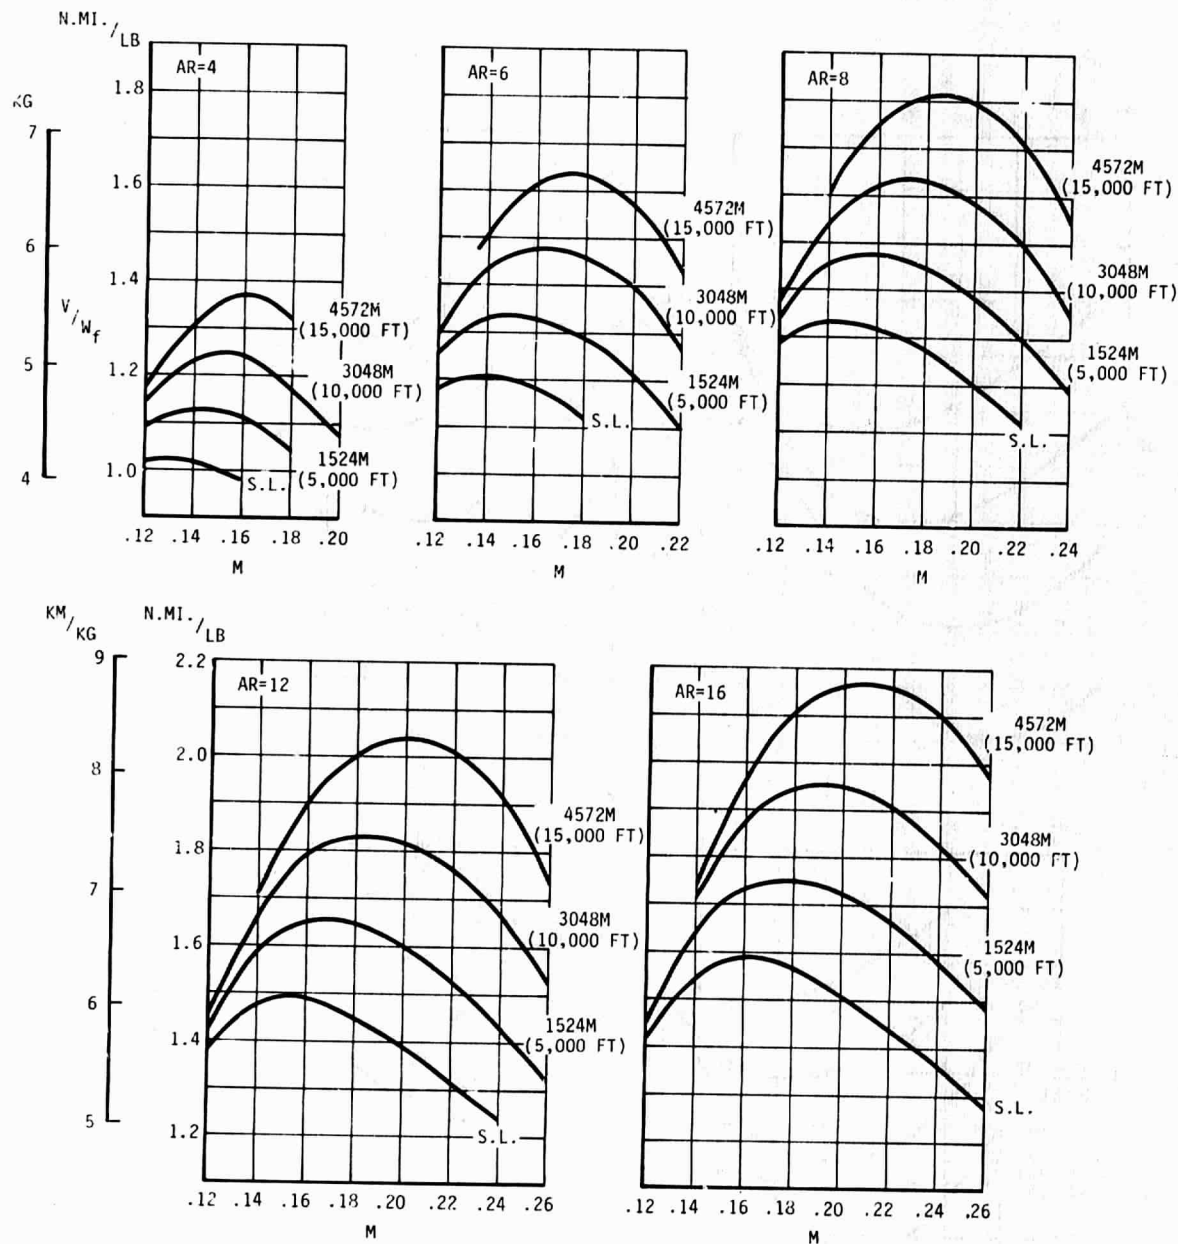 N.MI./LB
KG
7
6
5
4
V/Wf
1.8
1.6
1.4
1.2
1.0
AR=4
4572M
(15,000 FT)
3048M
(10,000 FT)
1524M
(5,000 FT)
S.L.
.12 .14 .16 .18 .20
M
AR=6
4572M
(15,000 FT)
3048M
(10,000 FT)
1524M
(5,000 FT)
S.L.
.12 .14 .16 .18 .20 .22
M
AR=8
4572M
(15,000 FT)
3048M
(10,000 FT)
1524M
(5,000 FT)
S.L.
.12 .14 .16 .18 .20 .22 .24
M
KM/KG
N.MI./LB
9
8
7
6
5
2.2
2.0
1.8
1.6
1.4
1.2
AR=12
4572M
(15,000 FT)
3048M
(10,000 FT)
1524M
(5,000 FT)
S.L.
.12 .14 .16 .18 .20 .22 .24 .26
M
AR=16
4572M
(15,000 FT)
3048M
(10,000 FT)
1524M
(5,000 FT)
S.L.
.12 .14 .16 .18 .20 .22 .24 .26
M